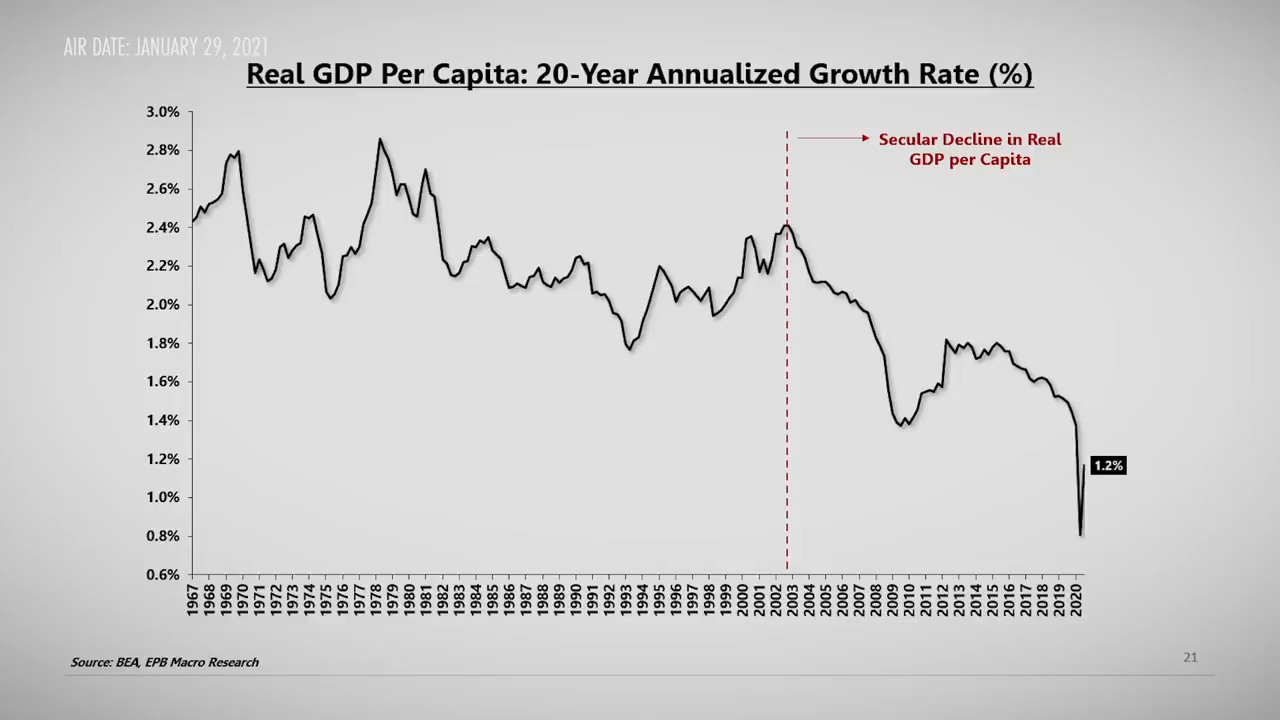 AIR DATE: JANUARY 29, 2021
Real GDP Per Capita: 20-Year Annualized Growth Rate (%)
3.0%
2.8%
2.6%
2.4%
2.2%
2.0%
1.8%
1.6%
1.4%
1.2%
1.0%
0.8%
0.6%
Secular Decline in Real
GDP per Capita
1.2%
1967 1968 1969 1970 1971 1972 1973 1974 1975 1976 1977 1978 1979 1980 1981 1982 1983 1984 1985 1986 1987 1988 1989 1990 1991 1992 1993 1994 1995 1996 1997 1998 1999 2000 2001 2002 2003 2004 2005 2006 2007 2008 2009 2010 2011 2012 2013 2014 2015 2016 2017 2018 2019 2020
Source: BEA, EPB Macro Research
21